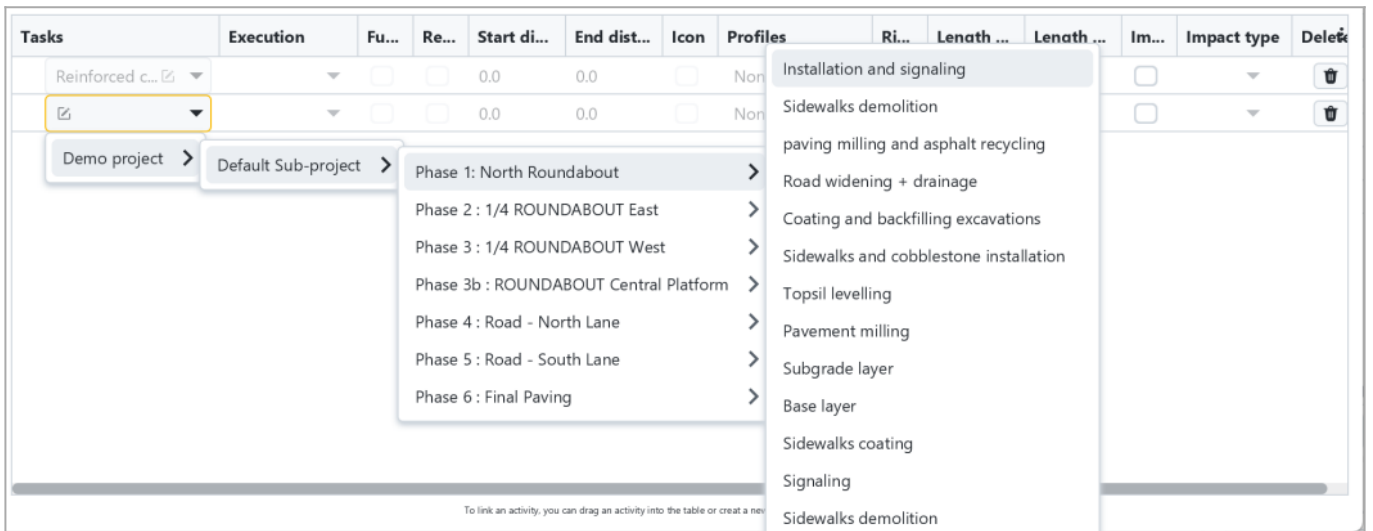 Tasks Execution Fu... Re... Start di... End dist... Icon Profiles Ri... Length ... Length ... Im... Impact type Delete
Reinforced c... 0.0 0.0 Non
0.0 0.0 Non
Demo project
Default Sub-project
Phase 1: North Roundabout
Phase 2 : 1/4 ROUNDABOUT East
Phase 3 : 1/4 ROUNDABOUT West
Phase 3b : ROUNDABOUT Central Platform
Phase 4 : Road - North Lane
Phase 5 : Road - South Lane
Phase 6 : Final Paving
Installation and signaling
Sidewalks demolition
paving milling and asphalt recycling
Road widening + drainage
Coating and backfilling excavations
Sidewalks and cobblestone installation
Topsil levelling
Pavement milling
Subgrade layer
Base layer
Sidewalks coating
Signaling
Sidewalks demolition
To link an activity, you can drag an activity into the table or creat a new